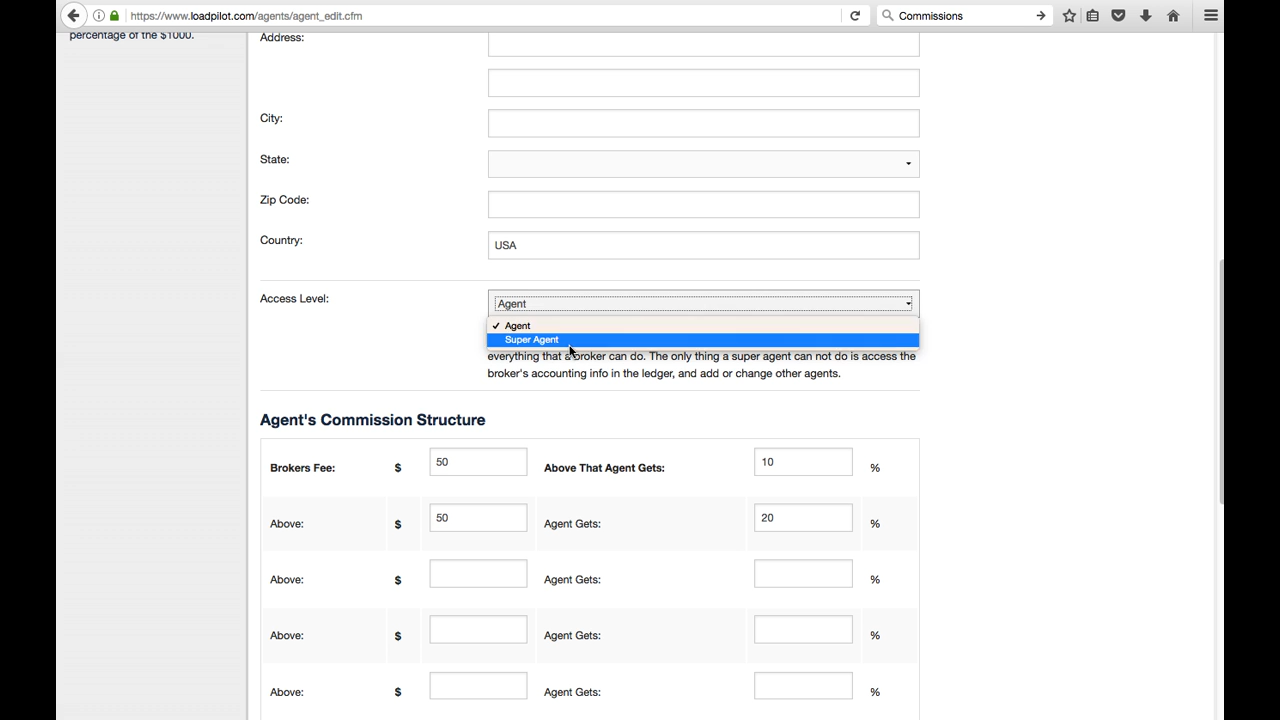 https://www.loadpilot.com/agents/agent_edit.cfm
Commissions
percentage of the $1000.
Address:
City:
State:
Zip Code:
Country:
USA
Access Level:
Agent
✓ Agent
Super Agent
everything that a broker can do. The only thing a super agent can not do is access the
broker's accounting info in the ledger, and add or change other agents.
Agent's Commission Structure
Brokers Fee: $ 50 Above That Agent Gets: 10 %
Above: $ 50 Agent Gets: 20 %
Above: $ Agent Gets: %
Above: $ Agent Gets: %
Above: $ Agent Gets: %